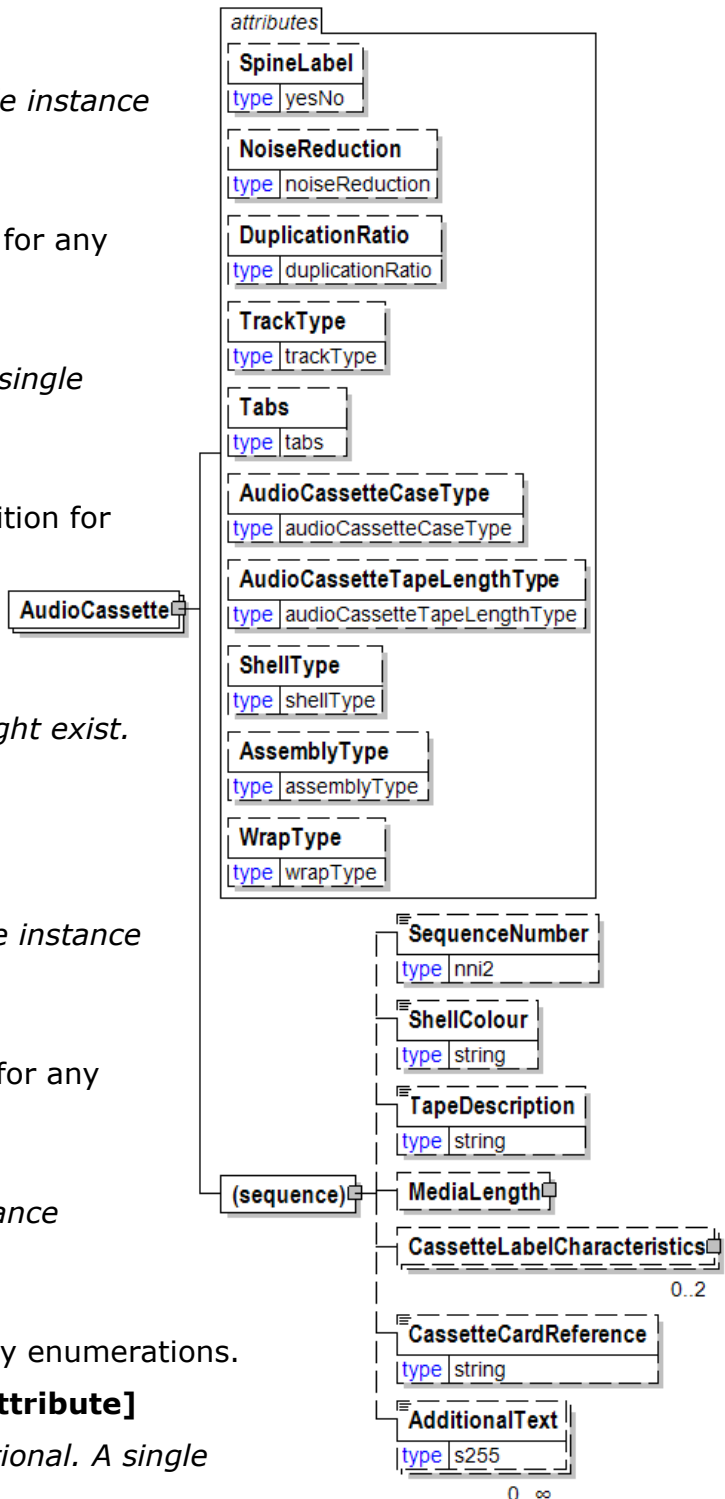 e instance
for any
single
ition for
ght exist.
e instance
for any
ance
y enumerations.
ttribute]
ional. A single
AudioCassette
attributes
SpineLabel
type yesNo
NoiseReduction
type noiseReduction
DuplicationRatio
type duplicationRatio
TrackType
type trackType
Tabs
type tabs
AudioCassetteCaseType
type audioCassetteCaseType
AudioCassetteTapeLengthType
type audioCassetteTapeLengthType
ShellType
type shellType
AssemblyType
type assemblyType
WrapType
type wrapType
(sequence)
SequenceNumber
type nni2
ShellColour
type string
TapeDescription
type string
MediaLength
CassetteLabelCharacteristics
0..2
CassetteCardReference
type string
AdditionalText
type s255
0..∞